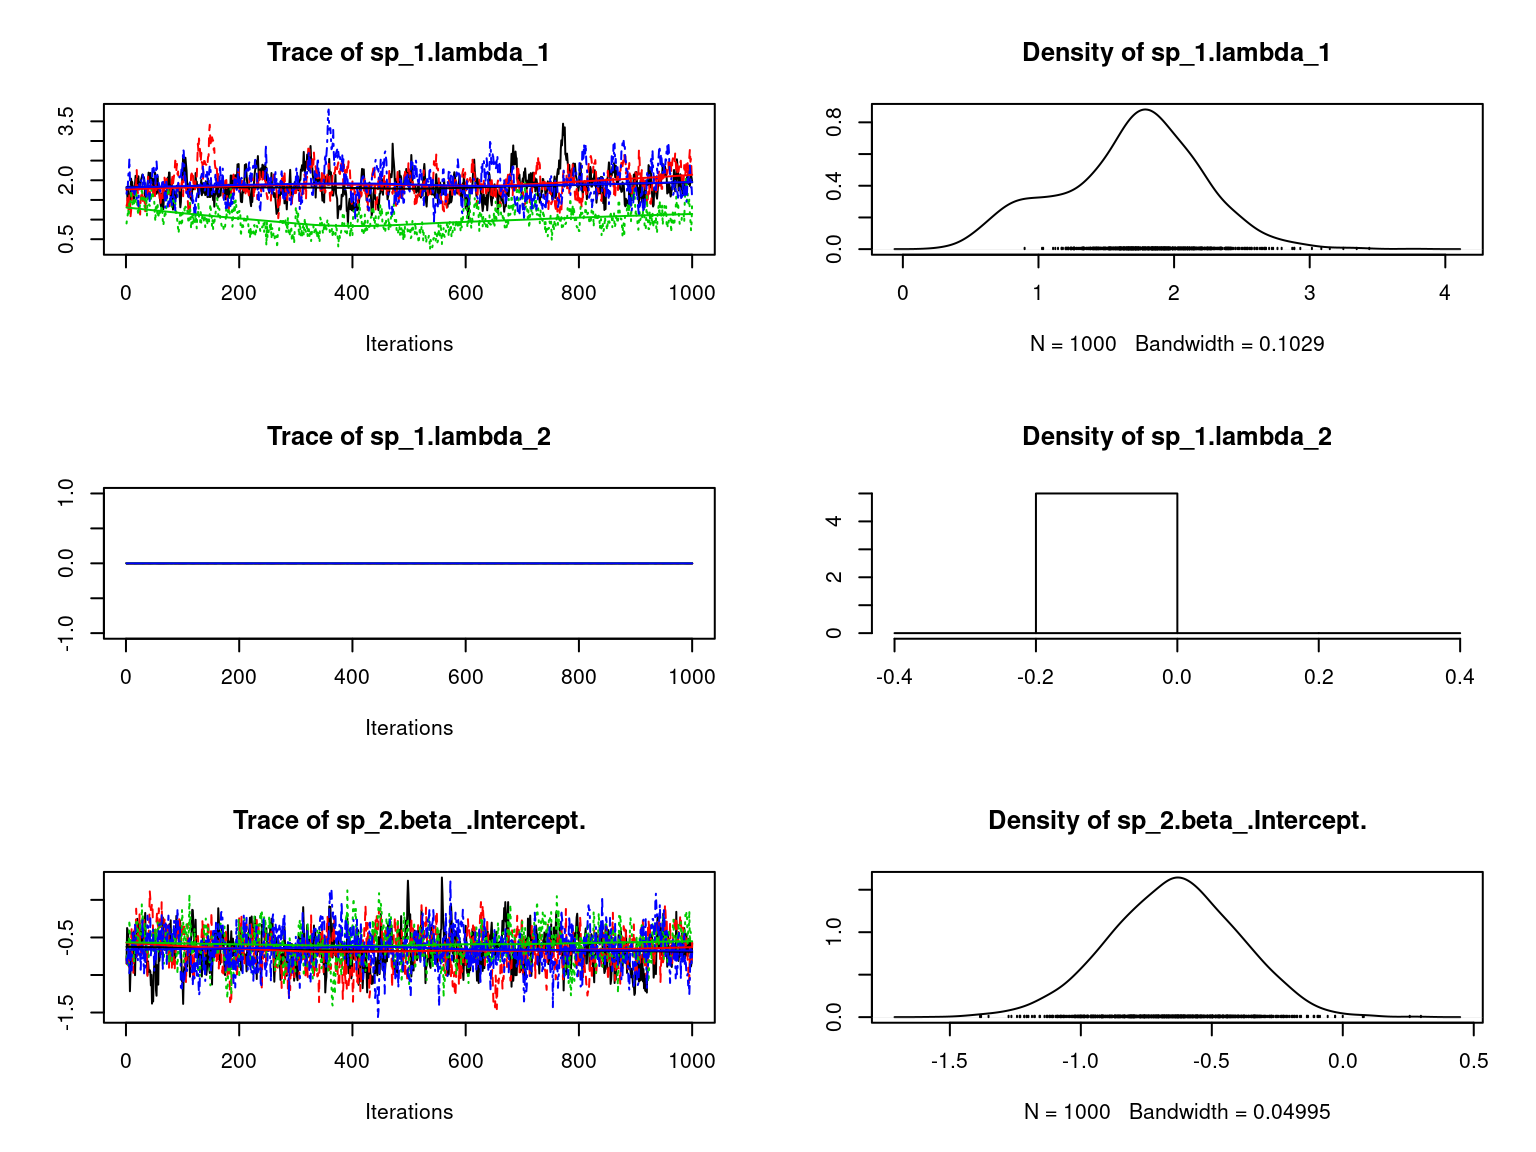 Trace of sp_1.lambda_1
Density of sp_1.lambda_1
3.5
2.0
0.5
0 200 400 600 800 1000
Iterations
0.8
0.4
0.0
0 1 2 3 4
N = 1000 Bandwidth = 0.1029
Trace of sp_1.lambda_2
Density of sp_1.lambda_2
1.0
0.0
-1.0
0 200 400 600 800 1000
Iterations
4
2
0
-0.4 -0.2 0.0 0.2 0.4
Trace of sp_2.beta_.Intercept.
Density of sp_2.beta_.Intercept.
-0.5
-1.5
0 200 400 600 800 1000
Iterations
1.0
0.0
-1.5 -1.0 -0.5 0.0 0.5
N = 1000 Bandwidth = 0.04995